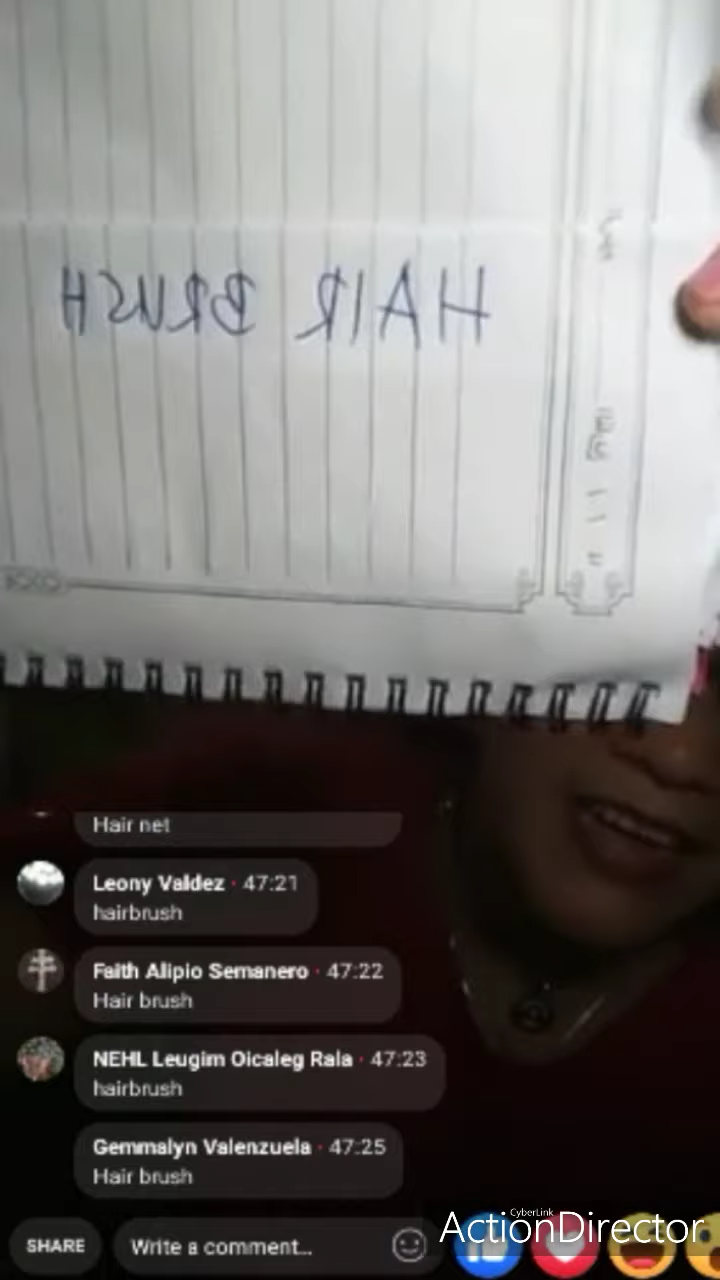 HAIR BRUSH
Hair net
Leony Valdez · 47:21
hairbrush
Faith Alipio Semanero · 47:22
Hair brush
NEHL Leugim Oicaleg Rala · 47:23
hairbrush
Gemmalyn Valenzuela · 47:25
Hair brush
SHARE
Write a comment...
CyberLink
ActionDirector